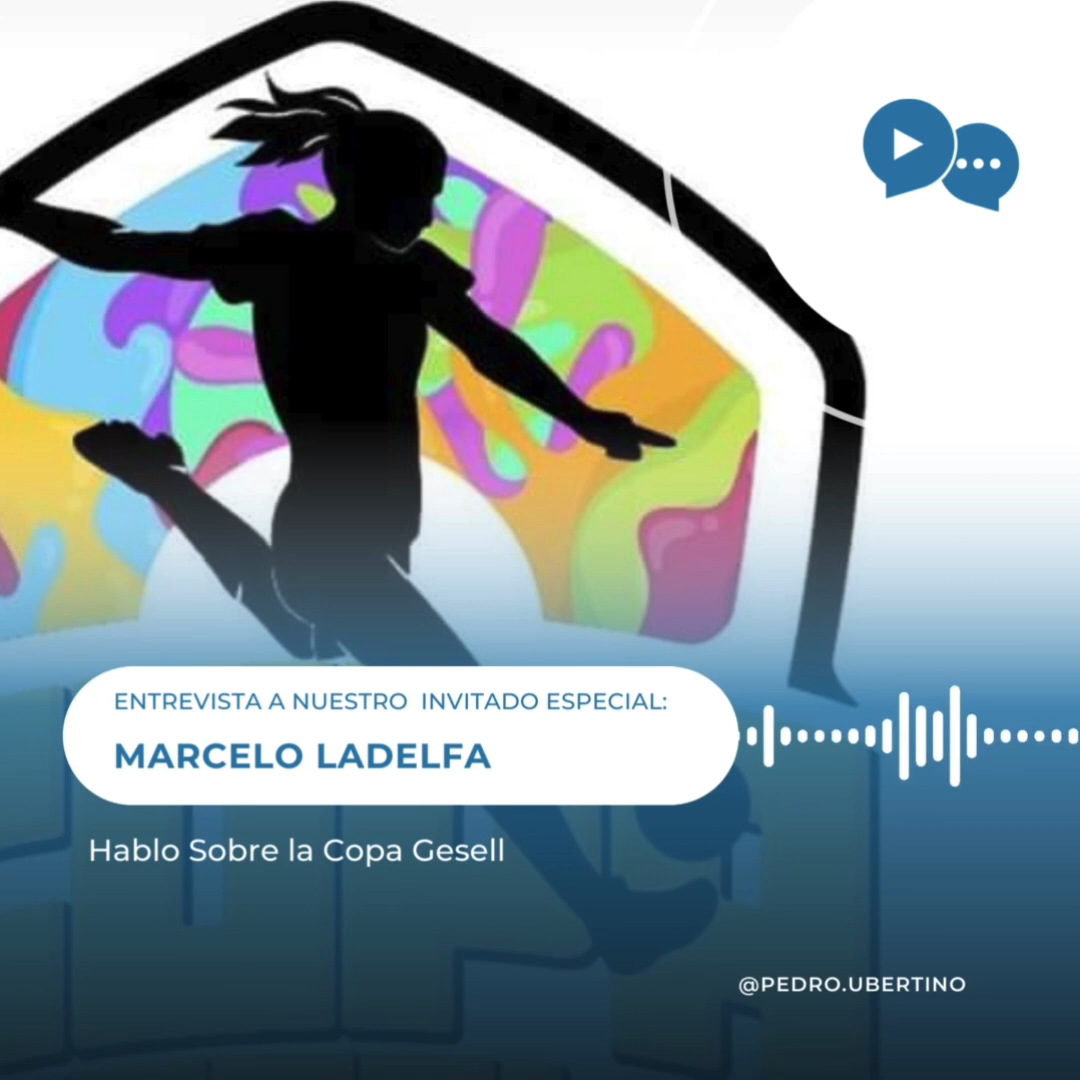 ENTREVISTA A NUESTRO INVITADO ESPECIAL:
MARCELO LADELFA
Hablo Sobre la Copa Gesell
@PEDRO.UBERTINO